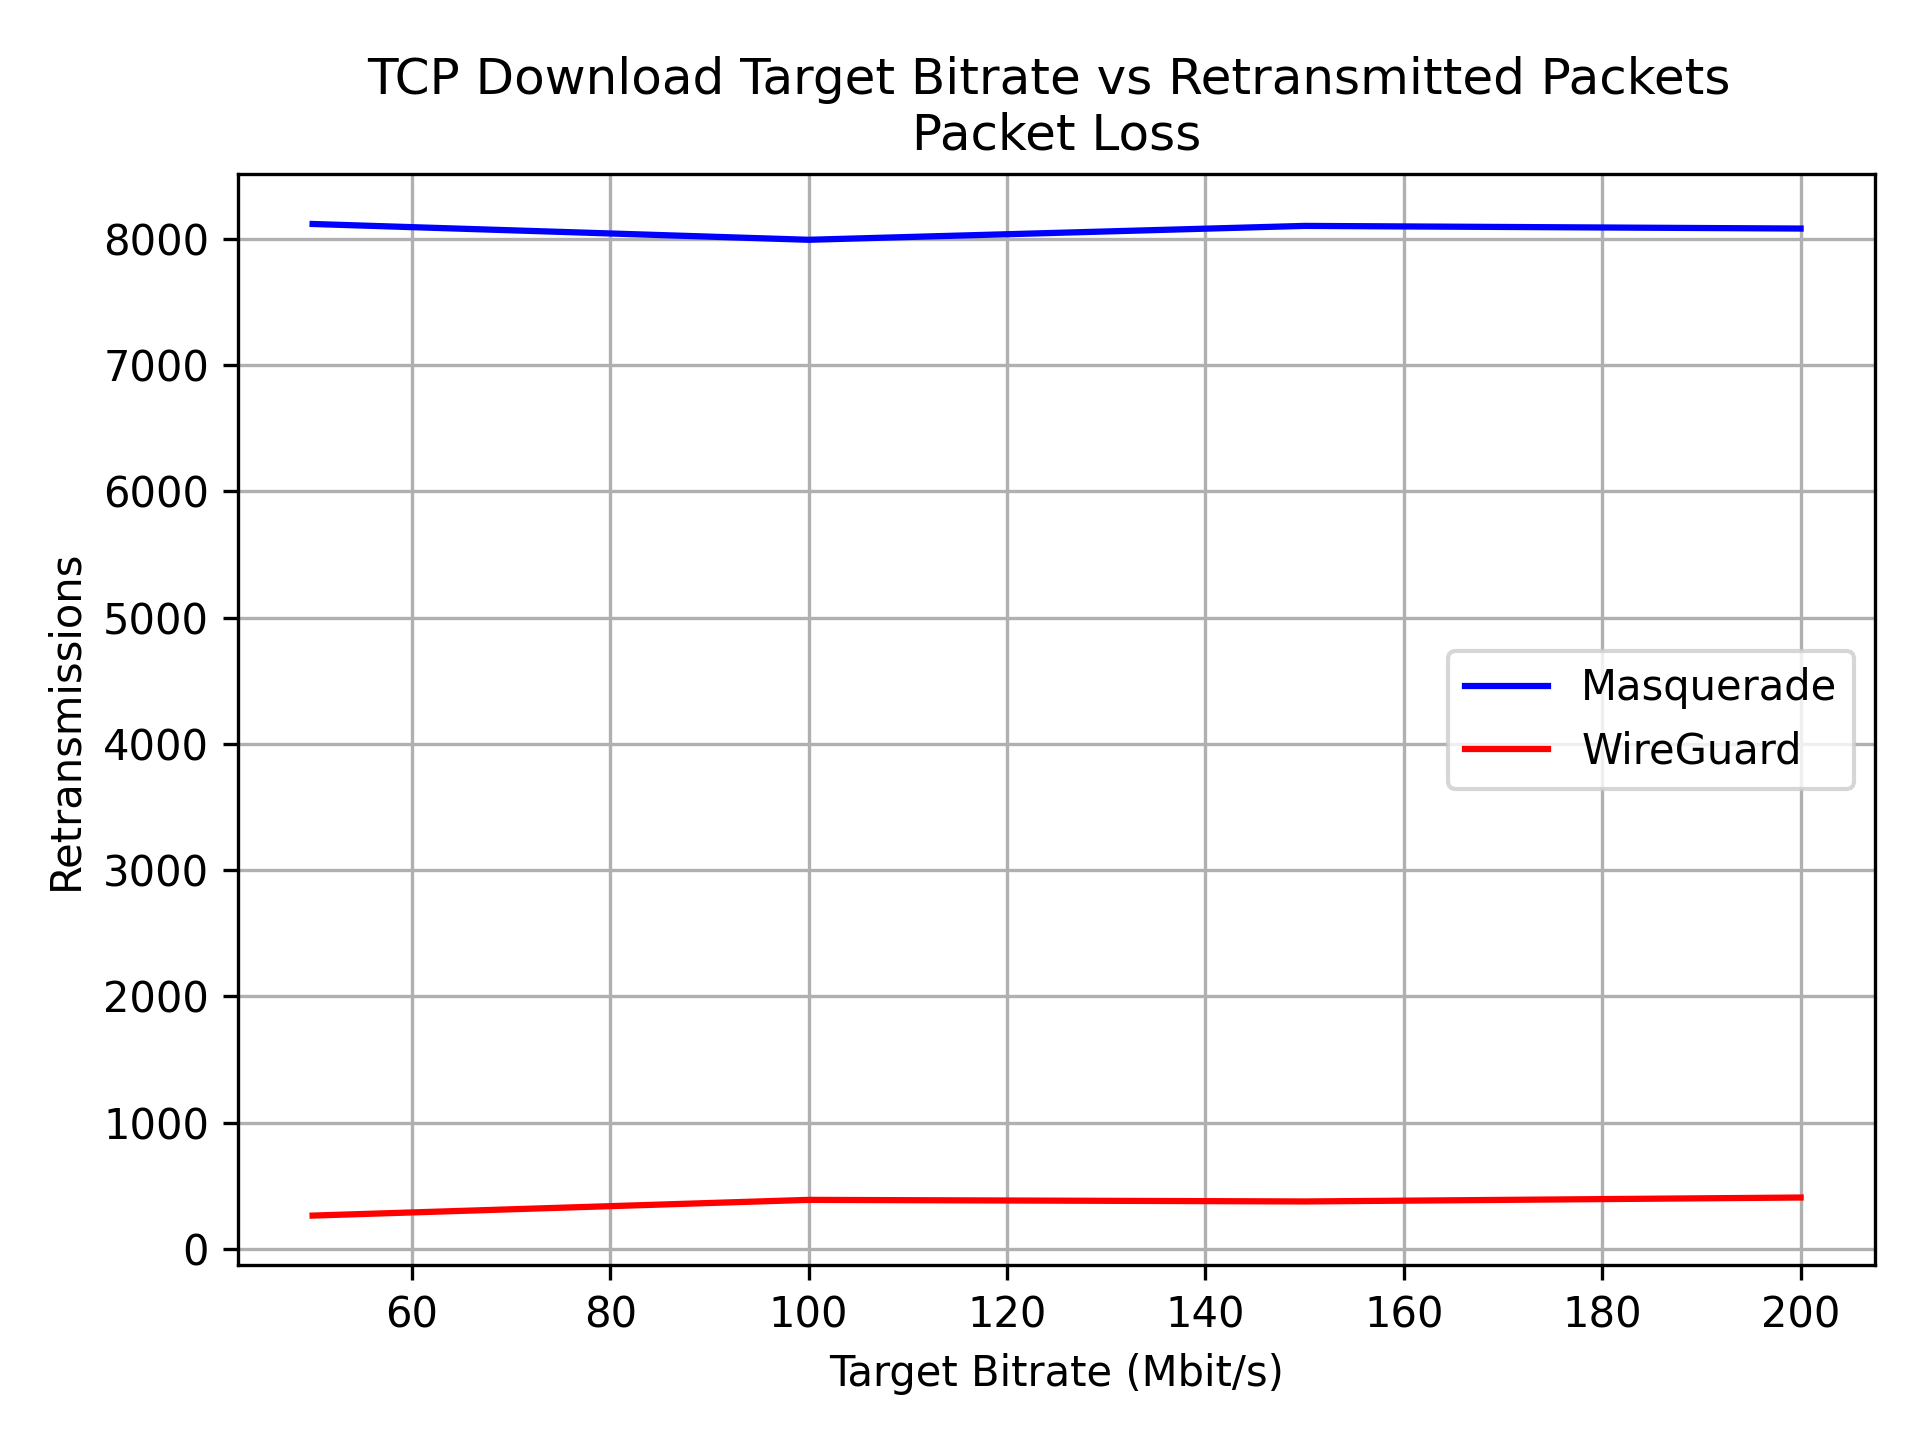 TCP Download Target Bitrate vs Retransmitted Packets
Packet Loss
8000
7000
6000
5000
4000
3000
2000
1000
0
Retransmissions
Masquerade
WireGuard
60 80 100 120 140 160 180 200
Target Bitrate (Mbit/s)